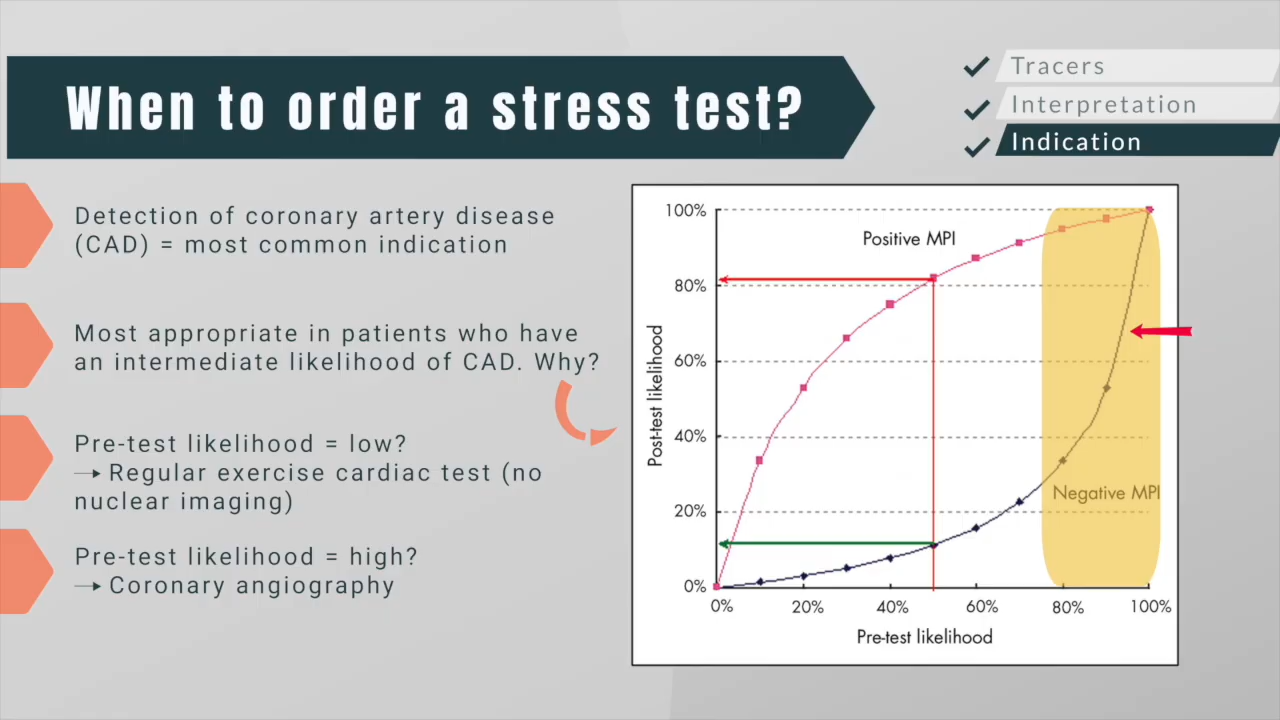 When to order a stress test?
Tracers
Interpretation
Indication
Detection of coronary artery disease
(CAD) = most common indication
Most appropriate in patients who have
an intermediate likelihood of CAD. Why?
Pre-test likelihood = low?
→ Regular exercise cardiac test (no
nuclear imaging)
Pre-test likelihood = high?
→ Coronary angiography
Post-test likelihood
100%
80%
60%
40%
20%
0%
Positive MPI
Negative MPI
0% 20% 40% 60% 80% 100%
Pre-test likelihood